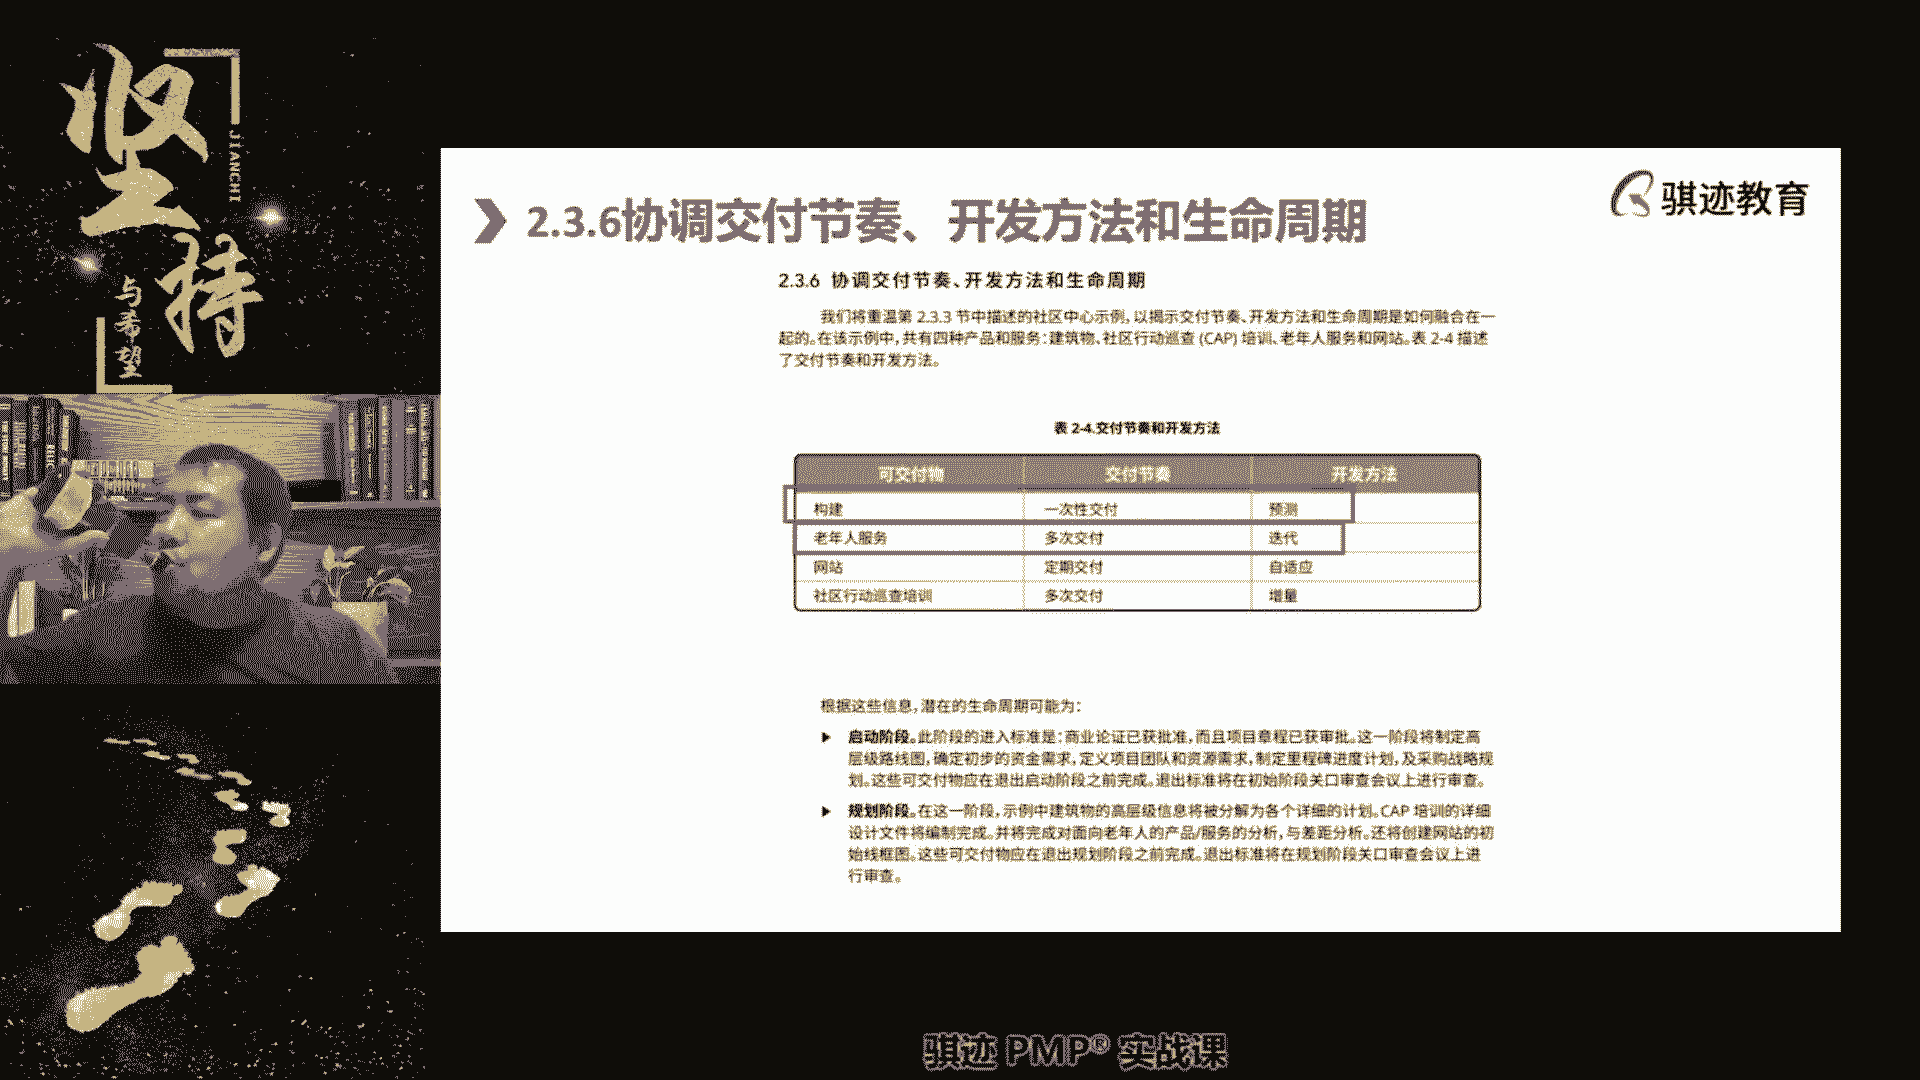 坚
持
JIANCHI
与希望
骐迹教育
2.3.6协调交付节奏、开发方法和生命周期
2.3.6 协调交付节奏、开发方法和生命周期
我们将重温第 2.3.3 节中描述的社区中心示例,以揭示交付节奏、开发方法和生命周期是如何融合在一
起的。在该示例中,共有四种产品和服务:建筑物、社区行动巡查 (CAP) 培训、老年人服务和网站。表 2-4 描述
了交付节奏和开发方法。
表 2-4.交付节奏和开发方法
可交付物 交付节奏 开发方法
构建 一次性交付 预测
老年人服务 多次交付 迭代
网站 定期交付 自适应
社区行动巡查培训 多次交付 增量
根据这些信息,潜在的生命周期可能为:
启动阶段。此阶段的进入标准是:商业论证已获批准,而且项目章程已获审批。这一阶段将制定高
层级路线图,确定初步的资金需求,定义项目团队和资源需求,制定里程碑进度计划,及采购战略规
划。这些可交付物应在退出启动阶段之前完成。退出标准将在初始阶段关口审查会议上进行审查。
规划阶段。在这一阶段,示例中建筑物的高层级信息将被分解为各个详细的计划。CAP 培训的详细
设计文件将编制完成。并将完成对面向老年人的产品/服务的分析,与差距分析。还将创建网站的初
始线框图。这些可交付物应在退出规划阶段之前完成。退出标准将在规划阶段关口审查会议上进
行审查。
骐迹 PMP® 实战课